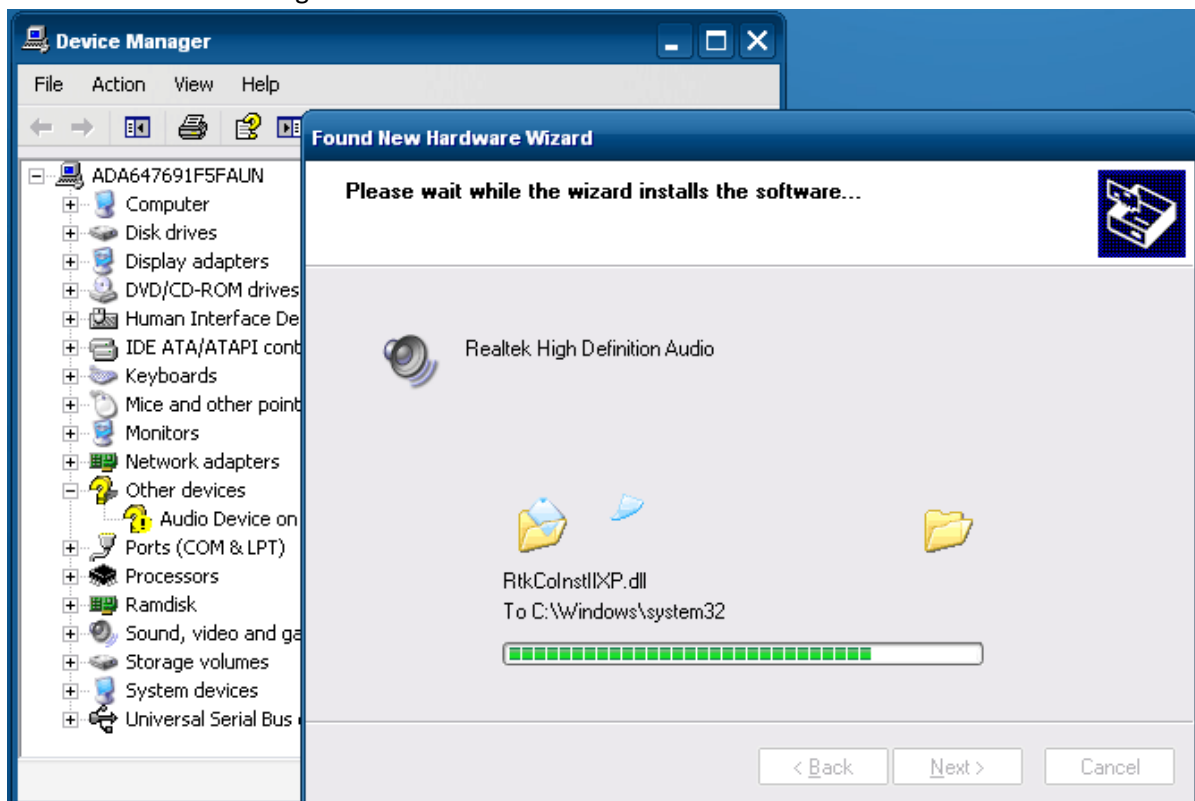 Device Manager
File Action View Help
ADA647691F5FAUN
Computer
Disk drives
Display adapters
DVD/CD-ROM drives
Human Interface De
IDE ATA/ATAPI cont
Keyboards
Mice and other point
Monitors
Network adapters
Other devices
Audio Device on
Ports (COM & LPT)
Processors
Ramdisk
Sound, video and ga
Storage volumes
System devices
Universal Serial Bus
Found New Hardware Wizard
Please wait while the wizard installs the software...
Realtek High Definition Audio
RtkCoInstIIXP.dll
To C:\Windows\system32
< Back Next > Cancel